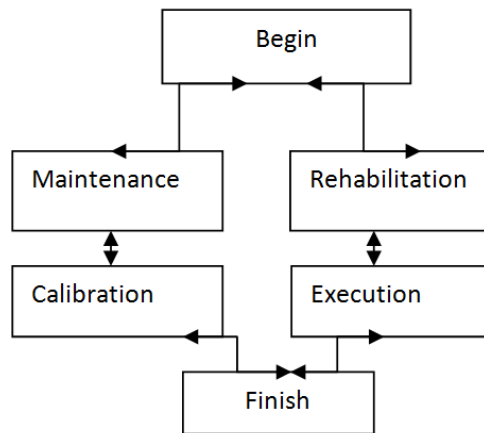 Begin
Maintenance
Rehabilitation
Calibration
Execution
Finish